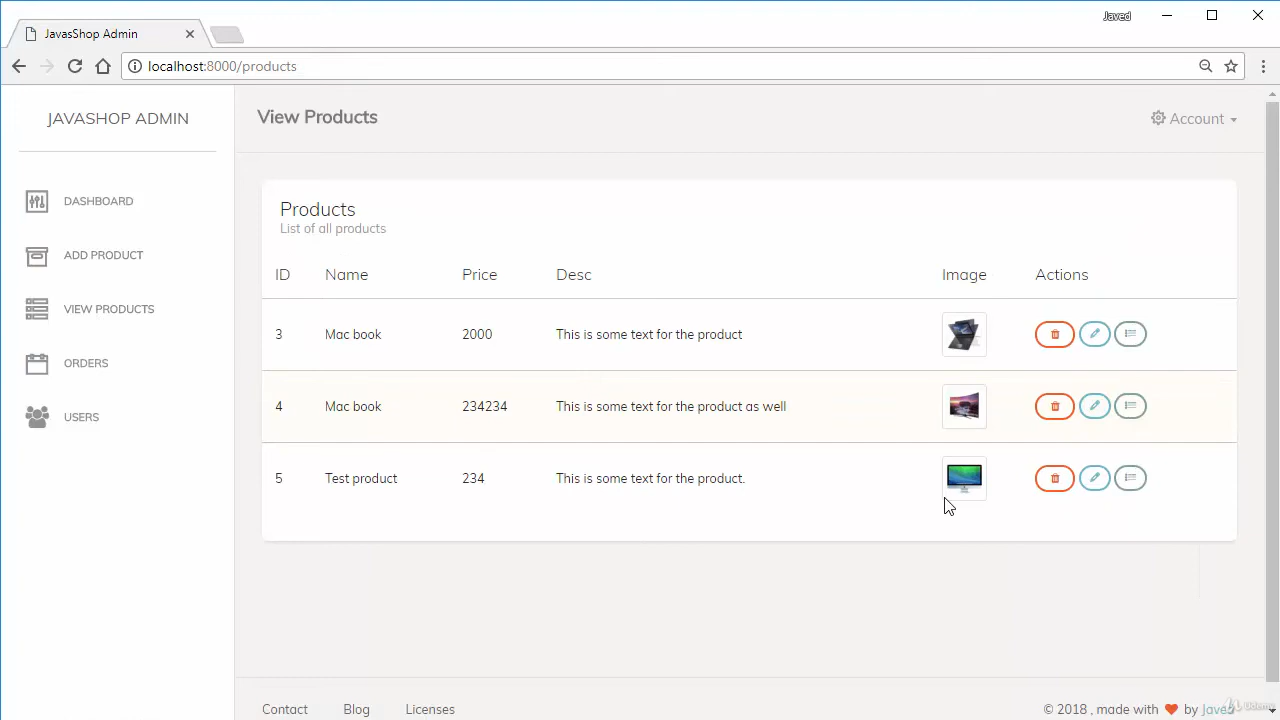 Javed
JavasShop Admin
localhost:8000/products
JAVASHOP ADMIN
View Products
Account
DASHBOARD
ADD PRODUCT
VIEW PRODUCTS
ORDERS
USERS
Products
List of all products
ID Name Price Desc Image Actions
3 Mac book 2000 This is some text for the product
4 Mac book 234234 This is some text for the product as well
5 Test product 234 This is some text for the product.
Contact Blog Licenses © 2018 , made with by Javed
Udemy